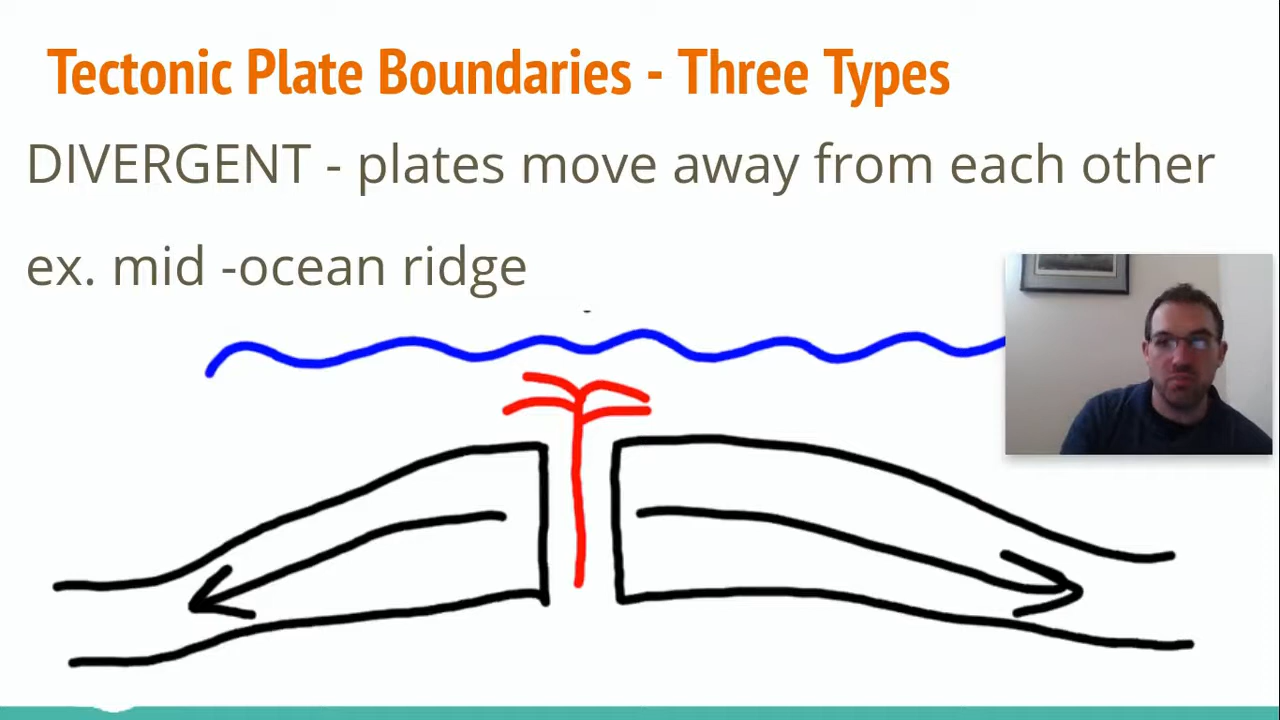 Tectonic Plate Boundaries - Three Types
DIVERGENT - plates move away from each other
ex. mid -ocean ridge